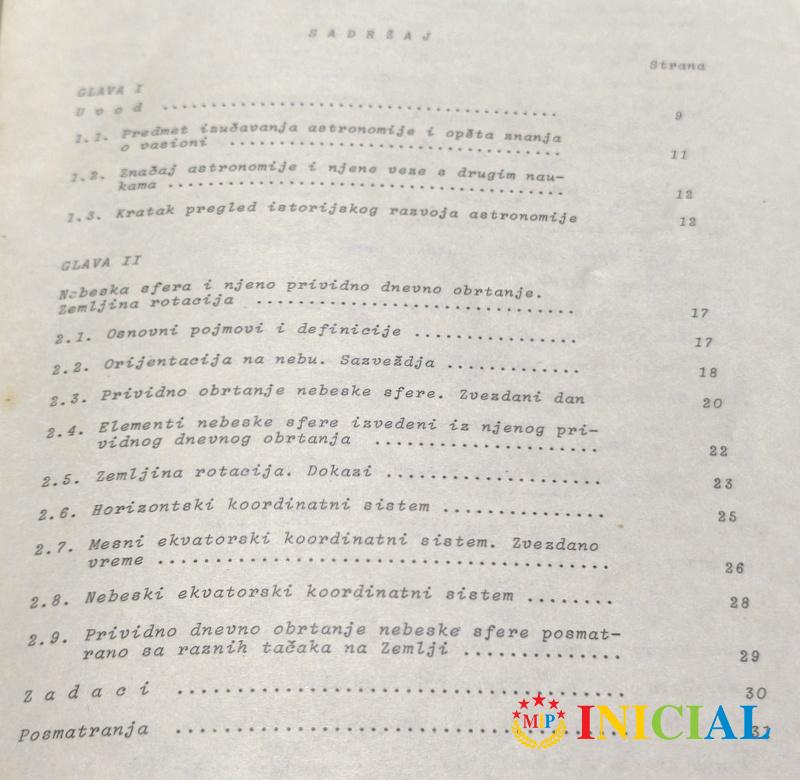 S A D R Ž A J
Strana
GLAVA I
U v o d ........................................ 9
1.1. Predmet izučavanja astronomije i opšta znanja
o vasioni ................................. 11
1.2. Značaj astronomije i njene veze s drugim nau-
kama ........................................ 12
1.3. Kratak pregled istorijskog razvoja astronomije 12
GLAVA II
Nebeska sfera i njeno prividno dnevno obrtanje.
Zemljina rotacija .............................. 17
2.1. Osnovni pojmovi i definicije ............... 17
2.2. Orijentacija na nebu. Sazvežđa ............. 18
2.3. Prividno obrtanje nebeske sfere. Zvezdani dan 20
2.4. Elementi nebeske sfere izvedeni iz njenog pri-
vidnog dnevnog obrtanja .................... 22
2.5. Zemljina rotacija. Dokazi .................... 23
2.6. Horizontski koordinatni sistem ............... 25
2.7. Mesni ekvatorski koordinatni sistem. Zvezdano
vreme ........................................ 26
2.8. Nebeski ekvatorski koordinatni sistem ........ 28
2.9. Prividno dnevno obrtanje nebeske sfere posmat-
rano sa raznih tačaka na Zemlji .............. 29
Z a d a c i ....................................... 30
Posmatranja ....................................... 31
MIP INICIAL